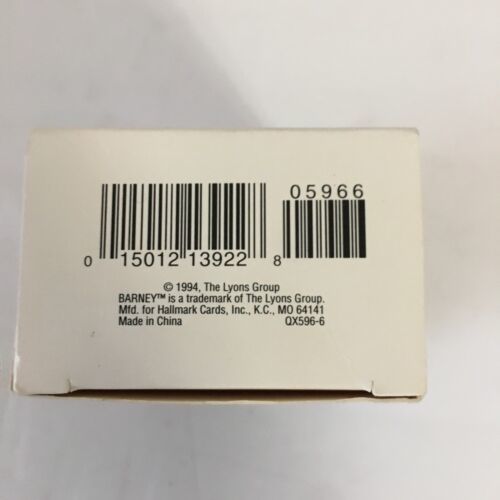 05966
0 15012 13922 8
© 1994, The Lyons Group
BARNEY™ is a trademark of The Lyons Group.
Mfd. for Hallmark Cards, Inc., K.C., MO 64141
Made in China QX596-6